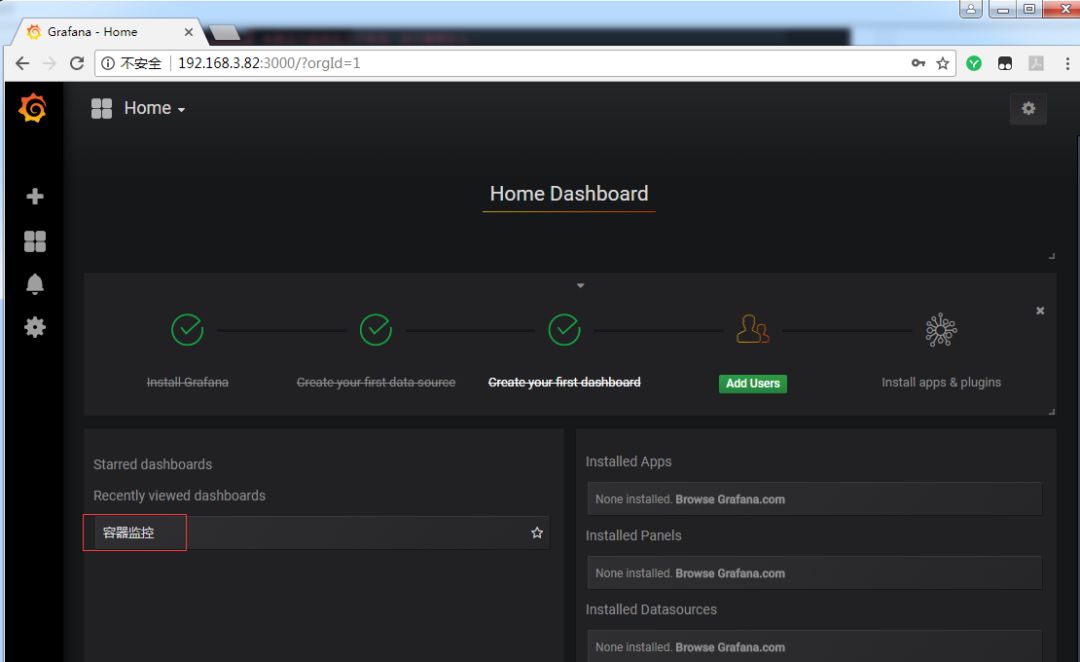 Grafana - Home
不安全
192.168.3.82:3000/?orgId=1
Home
Home Dashboard
Install Grafana
Create your first data source
Create your first dashboard
Add Users
Install apps & plugins
Starred dashboards
Recently viewed dashboards
容器监控
Installed Apps
None installed. Browse Grafana.com
Installed Panels
None installed. Browse Grafana.com
Installed Datasources
None installed. Browse Grafana.com